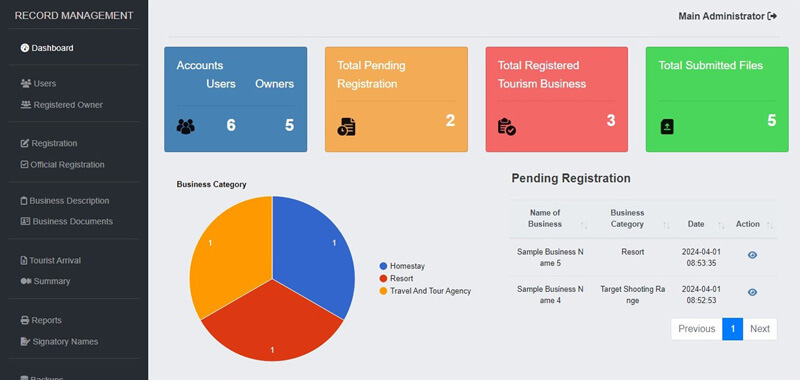 RECORD MANAGEMENT
Dashboard
Users
Registered Owner
Registration
Official Registration
Business Description
Business Documents
Tourist Arrival
Summary
Reports
Signatory Names
Backups
Main Administrator
Accounts
Users Owners
6 5
Total Pending
Registration
2
Total Registered
Tourism Business
3
Total Submitted Files
5
Business Category
1
1
1
Homestay
Resort
Travel And Tour Agency
Pending Registration
Name of
Business
Business
Category
Date
Action
Sample Business N
ame 5
Resort
2024-04-01
08:53:35
Sample Business N
ame 4
Target Shooting Ra
nge
2024-04-01
08:52:53
Previous 1 Next